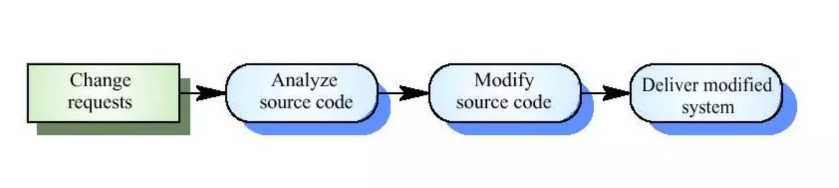 Change
requests
Analyze
source code
Modify
source code
Deliver modified
system